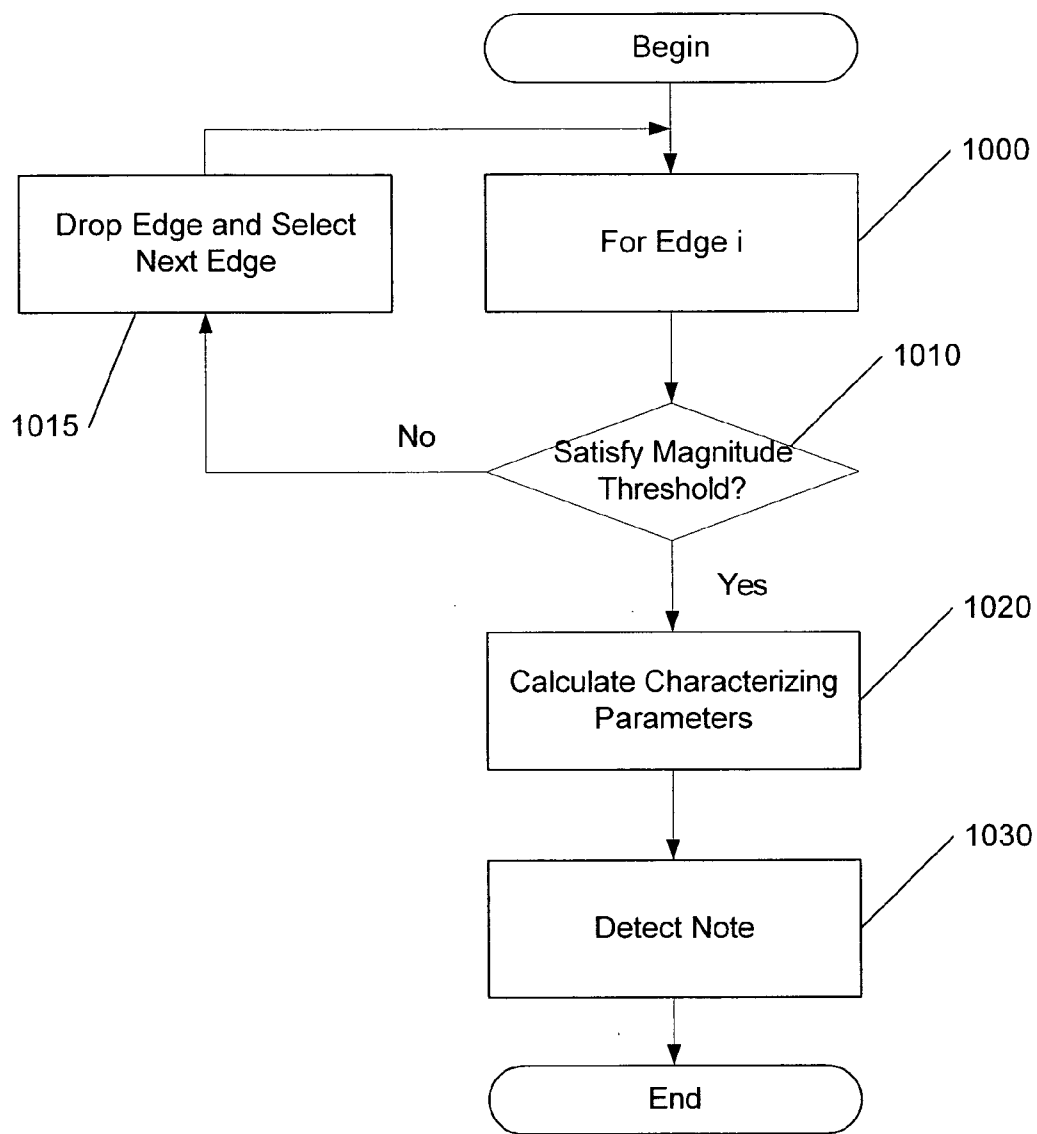 Begin
1000
Drop Edge and Select
Next Edge
For Edge i
1010
1015
No
Satisfy Magnitude
Threshold?
Yes
1020
Calculate Characterizing
Parameters
1030
Detect Note
End